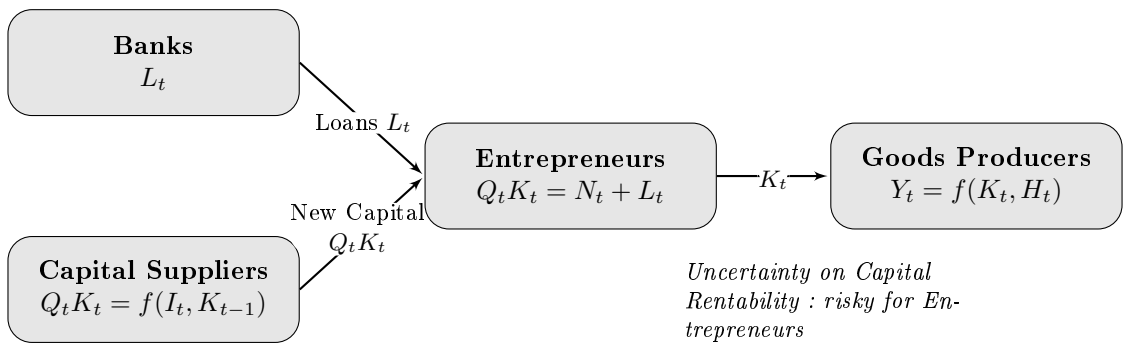 Banks
L_t
Loans L_t
Entrepreneurs
Q_tK_t = N_t + L_t
Goods Producers
Y_t = f(K_t, H_t)
K_t
New Capital
Q_tK_t
Capital Suppliers
Q_tK_t = f(I_t, K_{t-1})
Uncertainty on Capital
Rentability : risky for En-
trepreneurs